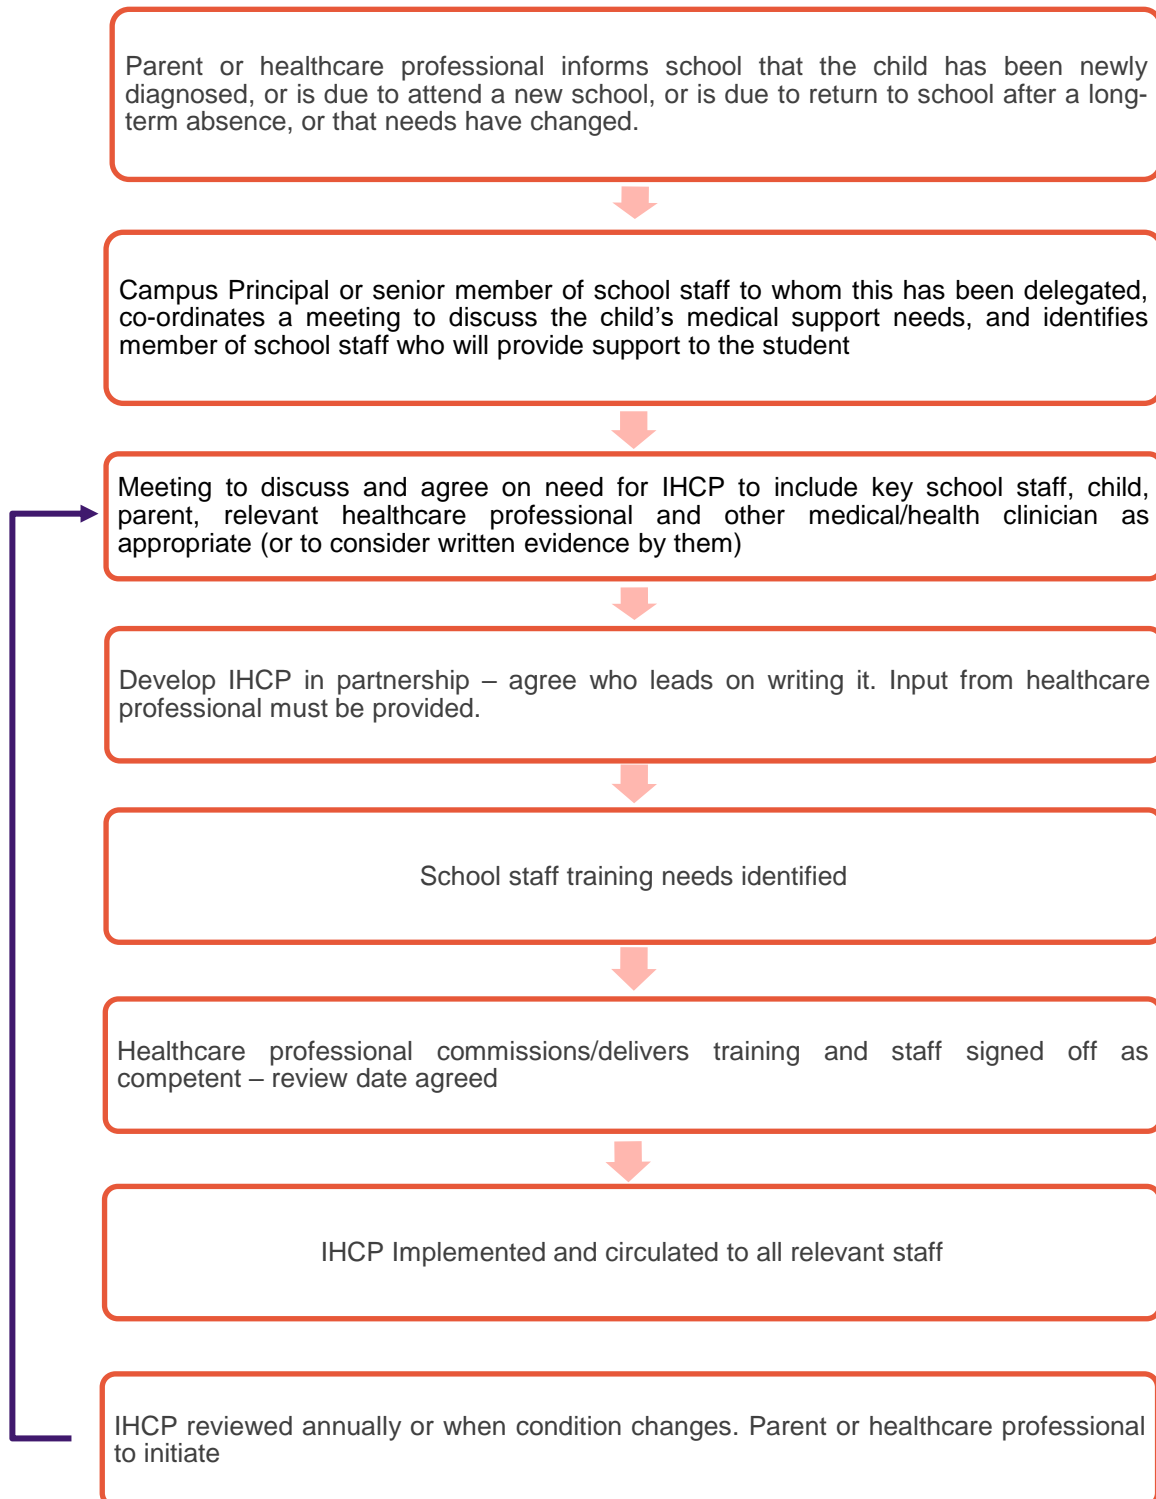 Parent or healthcare professional informs school that the child has been newly
diagnosed, or is due to attend a new school, or is due to return to school after a long-
term absence, or that needs have changed.
Campus Principal or senior member of school staff to whom this has been delegated,
co-ordinates a meeting to discuss the child's medical support needs, and identifies
member of school staff who will provide support to the student
Meeting to discuss and agree on need for IHCP to include key school staff, child,
parent, relevant healthcare professional and other medical/health clinician as
appropriate (or to consider written evidence by them)
Develop IHCP in partnership – agree who leads on writing it. Input from healthcare
professional must be provided.
School staff training needs identified
Healthcare professional commissions/delivers training and staff signed off as
competent – review date agreed
IHCP Implemented and circulated to all relevant staff
IHCP reviewed annually or when condition changes. Parent or healthcare professional
to initiate